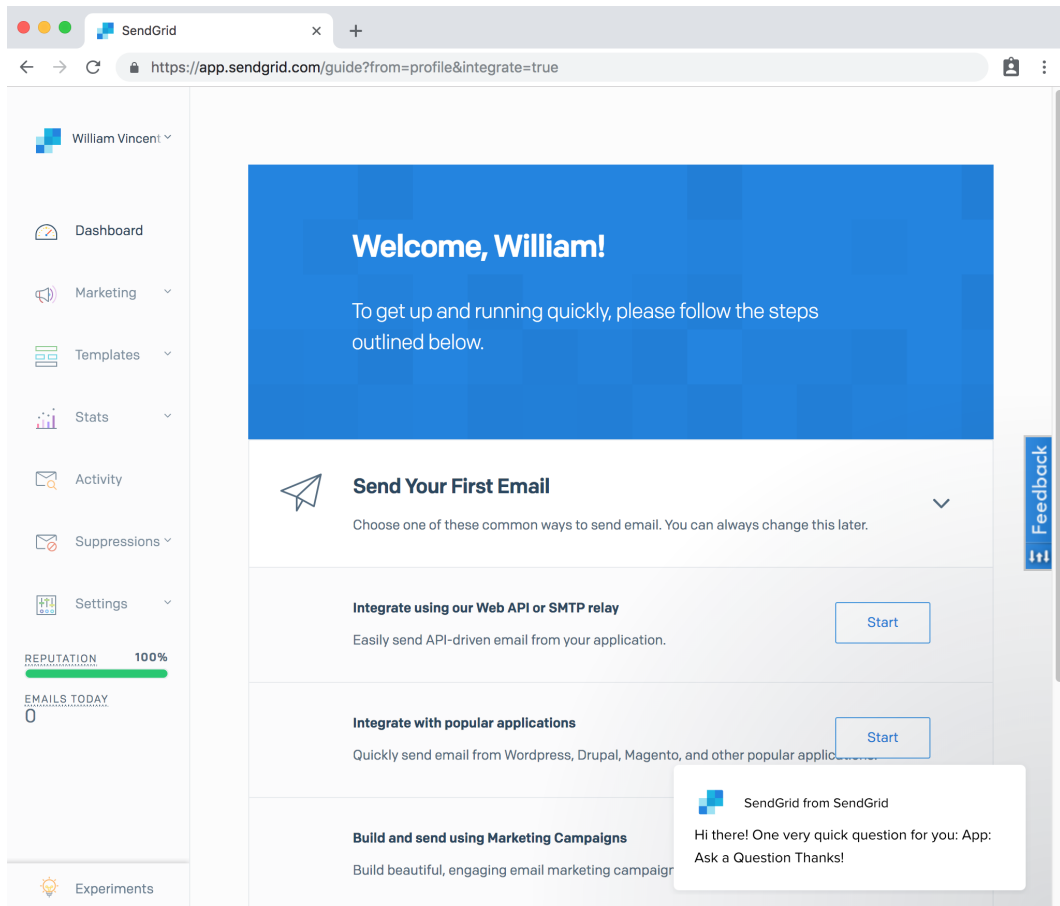 SendGrid
https://app.sendgrid.com/guide?from=profile&integrate=true
William Vincent
Dashboard
Marketing
Templates
Stats
Activity
Suppressions
Settings
REPUTATION 100%
EMAILS TODAY
0
Experiments
Welcome, William!
To get up and running quickly, please follow the steps
outlined below.
Send Your First Email
Choose one of these common ways to send email. You can always change this later.
Integrate using our Web API or SMTP relay
Easily send API-driven email from your application.
Start
Integrate with popular applications
Quickly send email from Wordpress, Drupal, Magento, and other popular applications.
Start
Build and send using Marketing Campaigns
Build beautiful, engaging email marketing
SendGrid from SendGrid
Hi there! One very quick question for you: App:
Ask a Question Thanks!
Feedback